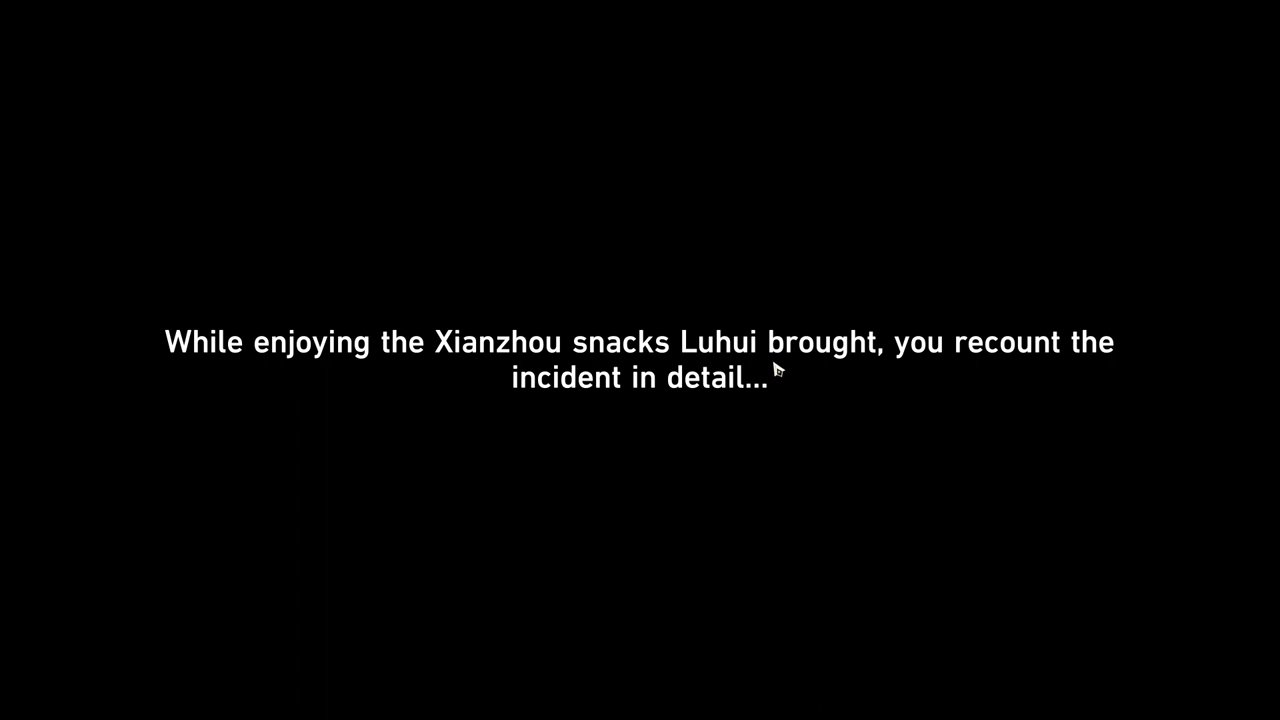 While enjoying the Xianzhou snacks Luhui brought, you recount the
incident in detail...